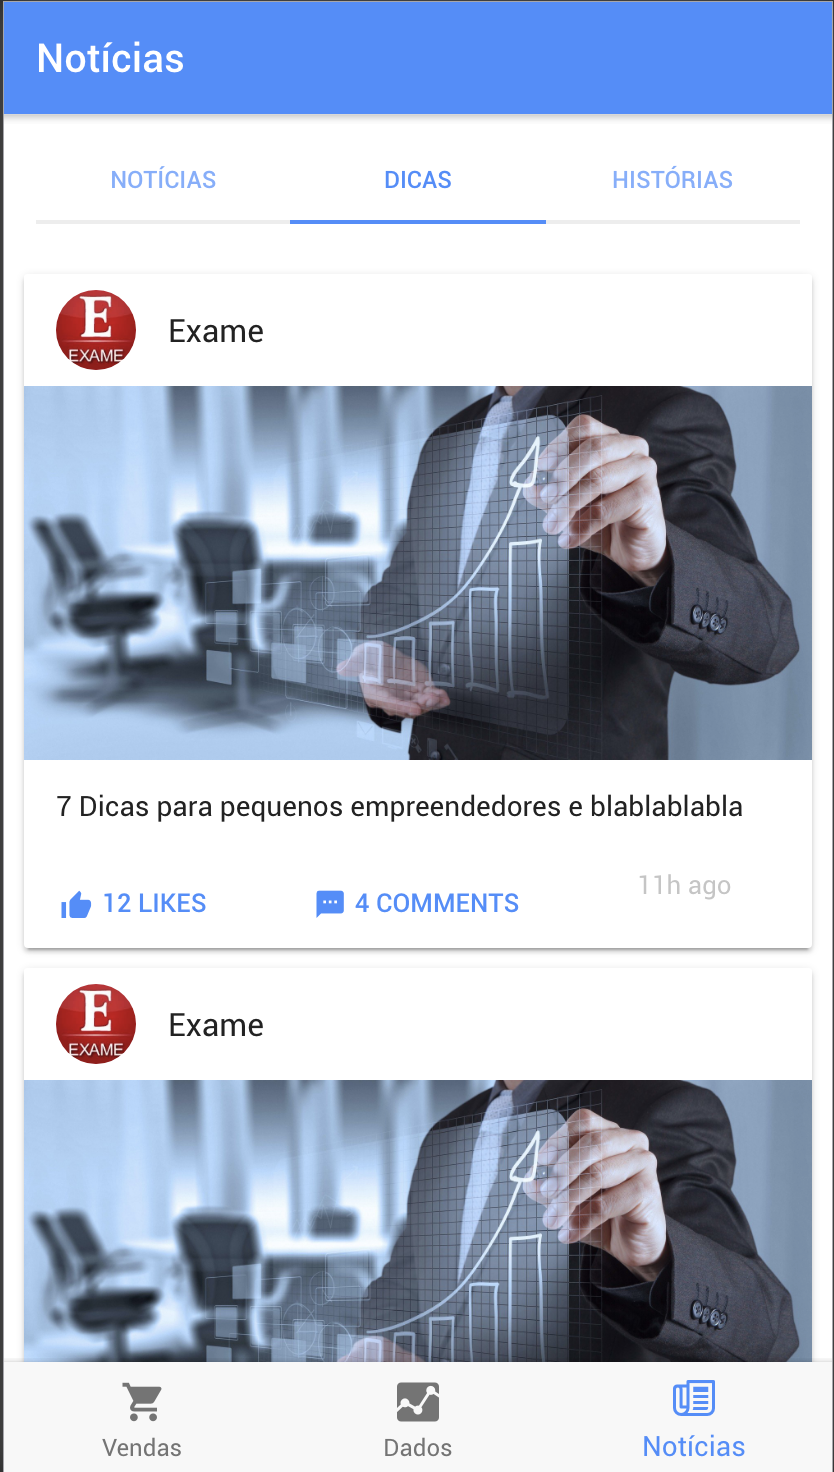 Notícias
NOTÍCIAS DICAS HISTÓRIAS
E
EXAME
Exame
7 Dicas para pequenos empreendedores e blablablabla
12 LIKES 4 COMMENTS 11h ago
E
EXAME
Exame
Vendas Dados Notícias